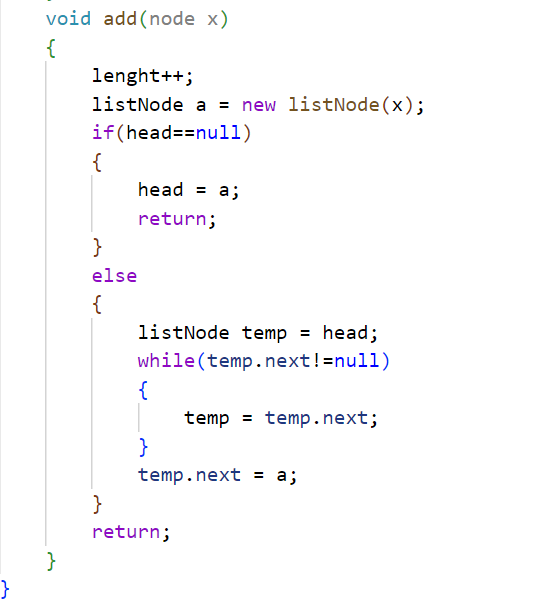 void add(node x)
{
lenght++;
listNode a = new listNode(x);
if(head==null)
{
head = a;
return;
}
else
{
listNode temp = head;
while(temp.next!=null)
{
temp = temp.next;
}
temp.next = a;
}
return;
}
}